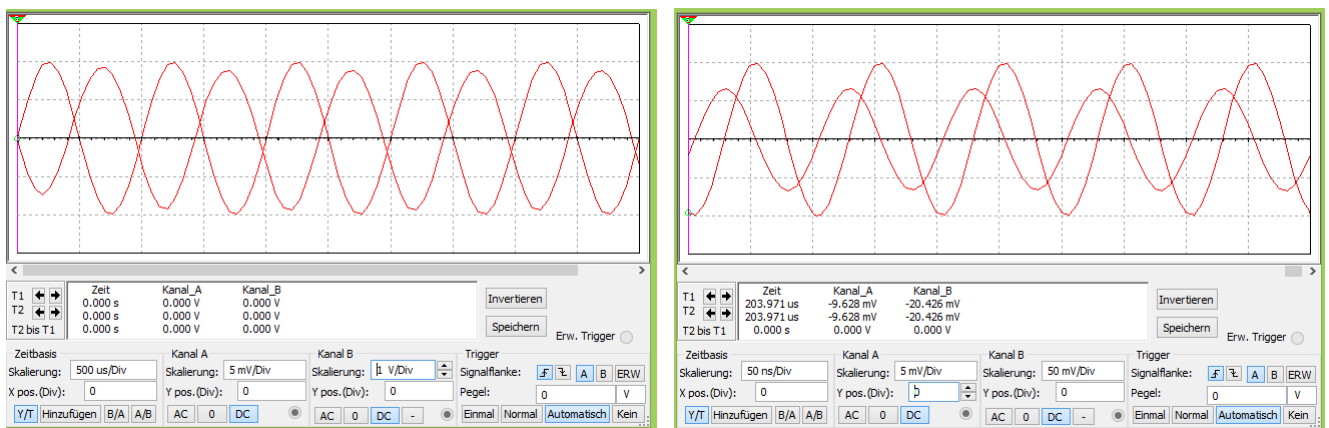 Zeit Kanal_A Kanal_B
T1 0.000 s 0.000 V 0.000 V
T2 0.000 s 0.000 V 0.000 V
T2 bis T1 0.000 s 0.000 V 0.000 V
Invertieren
Speichern
Erw. Trigger
Zeitbasis Kanal A Kanal B Trigger
Skalierung: 500 us/Div Skalierung: 5 mV/Div Skalierung: 1 V/Div Signalflanke: A B ERW
X pos.(Div): 0 Y pos.(Div): 0 Y pos.(Div): 0 Pegel: 0 V
Y/T Hinzufügen B/A A/B AC 0 DC AC 0 DC - Einmal Normal Automatisch Kein
Zeit Kanal_A Kanal_B
T1 203.971 us -9.628 mV -20.426 mV
T2 203.971 us -9.628 mV -20.426 mV
T2 bis T1 0.000 s 0.000 V 0.000 V
Invertieren
Speichern
Erw. Trigger
Zeitbasis Kanal A Kanal B Trigger
Skalierung: 50 ns/Div Skalierung: 5 mV/Div Skalierung: 50 mV/Div Signalflanke: A B ERW
X pos.(Div): 0 Y pos.(Div): Y pos.(Div): 0 Pegel: 0 V
Y/T Hinzufügen B/A A/B AC 0 DC AC 0 DC - Einmal Normal Automatisch Kein